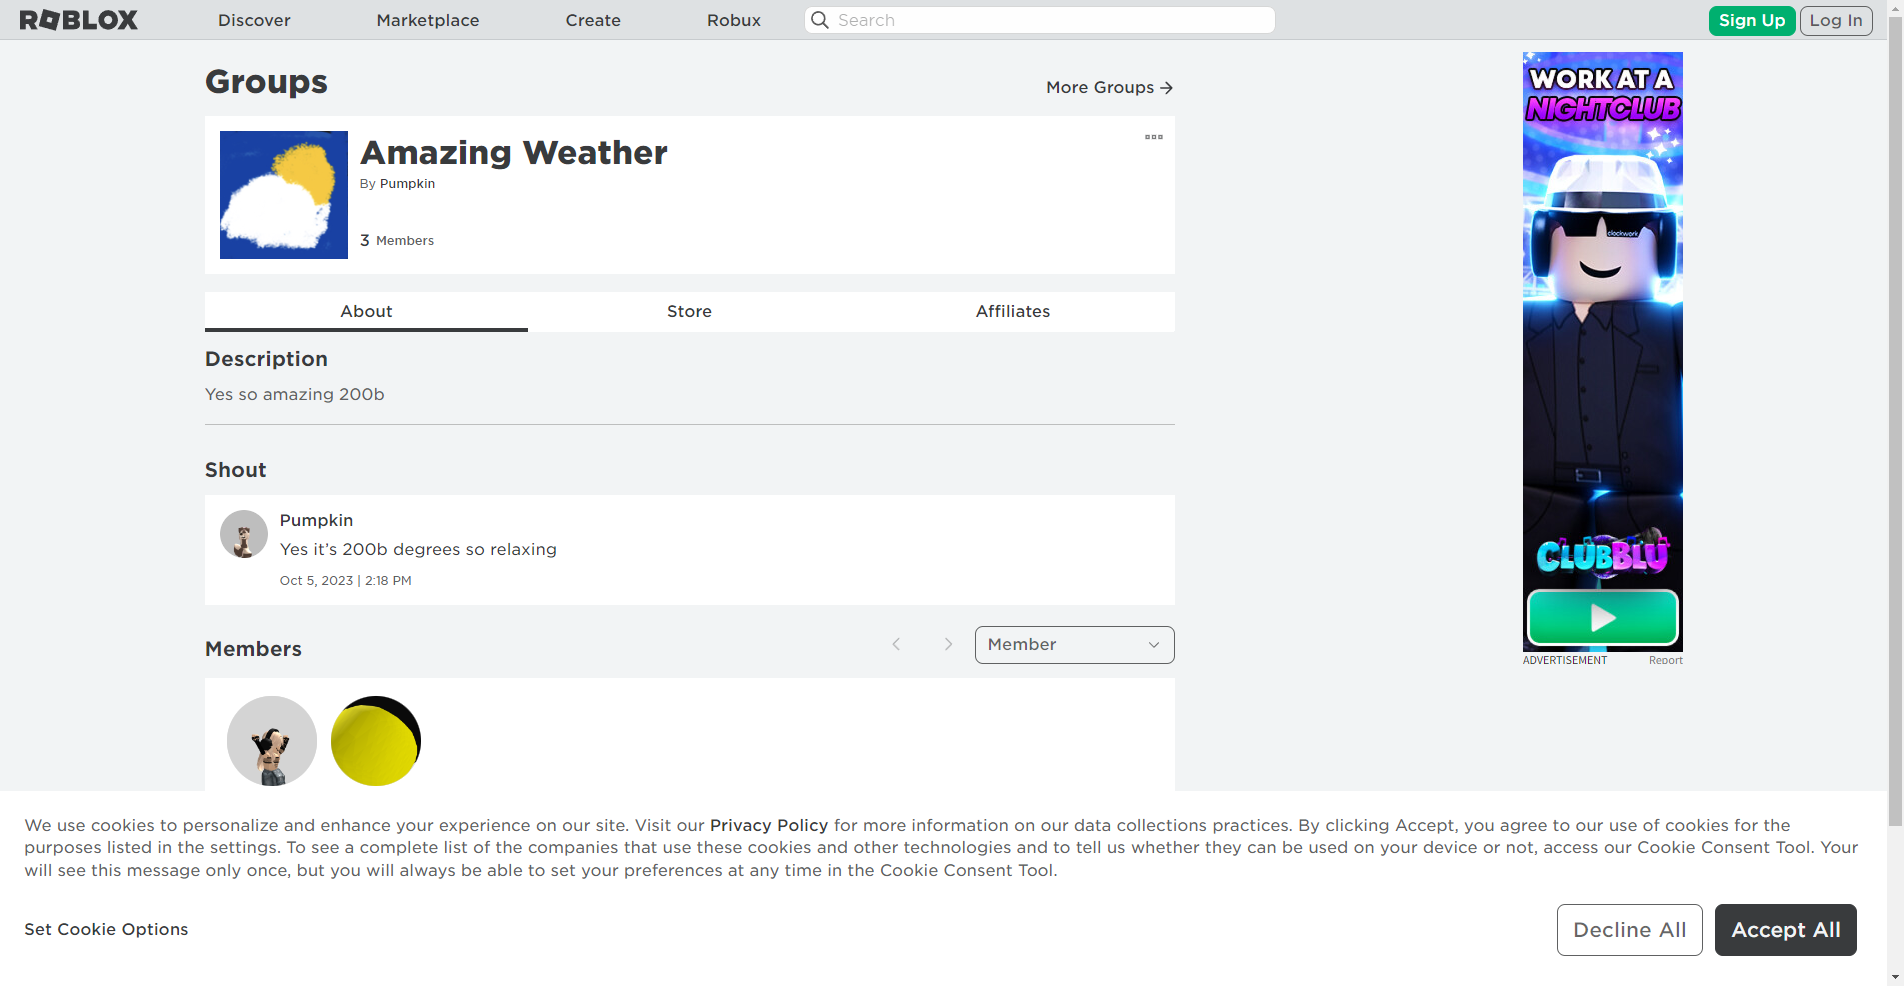 ROBLOX
Discover
Marketplace
Create
Robux
Search
Sign Up
Log In
Groups
More Groups
Amazing Weather
By Pumpkin
3 Members
About
Store
Affiliates
Description
Yes so amazing 200b
Shout
Pumpkin
Yes it’s 200b degrees so relaxing
Oct 5, 2023 | 2:18 PM
Members
Member
WORK AT A
NIGHTCLUB
clockwork
CLUBBLU
ADVERTISEMENT
Report
We use cookies to personalize and enhance your experience on our site. Visit our Privacy Policy for more information on our data collections practices. By clicking Accept, you agree to our use of cookies for the
purposes listed in the settings. To see a complete list of the companies that use these cookies and other technologies and to tell us whether they can be used on your device or not, access our Cookie Consent Tool. Your
will see this message only once, but you will always be able to set your preferences at any time in the Cookie Consent Tool.
Set Cookie Options
Decline All
Accept All